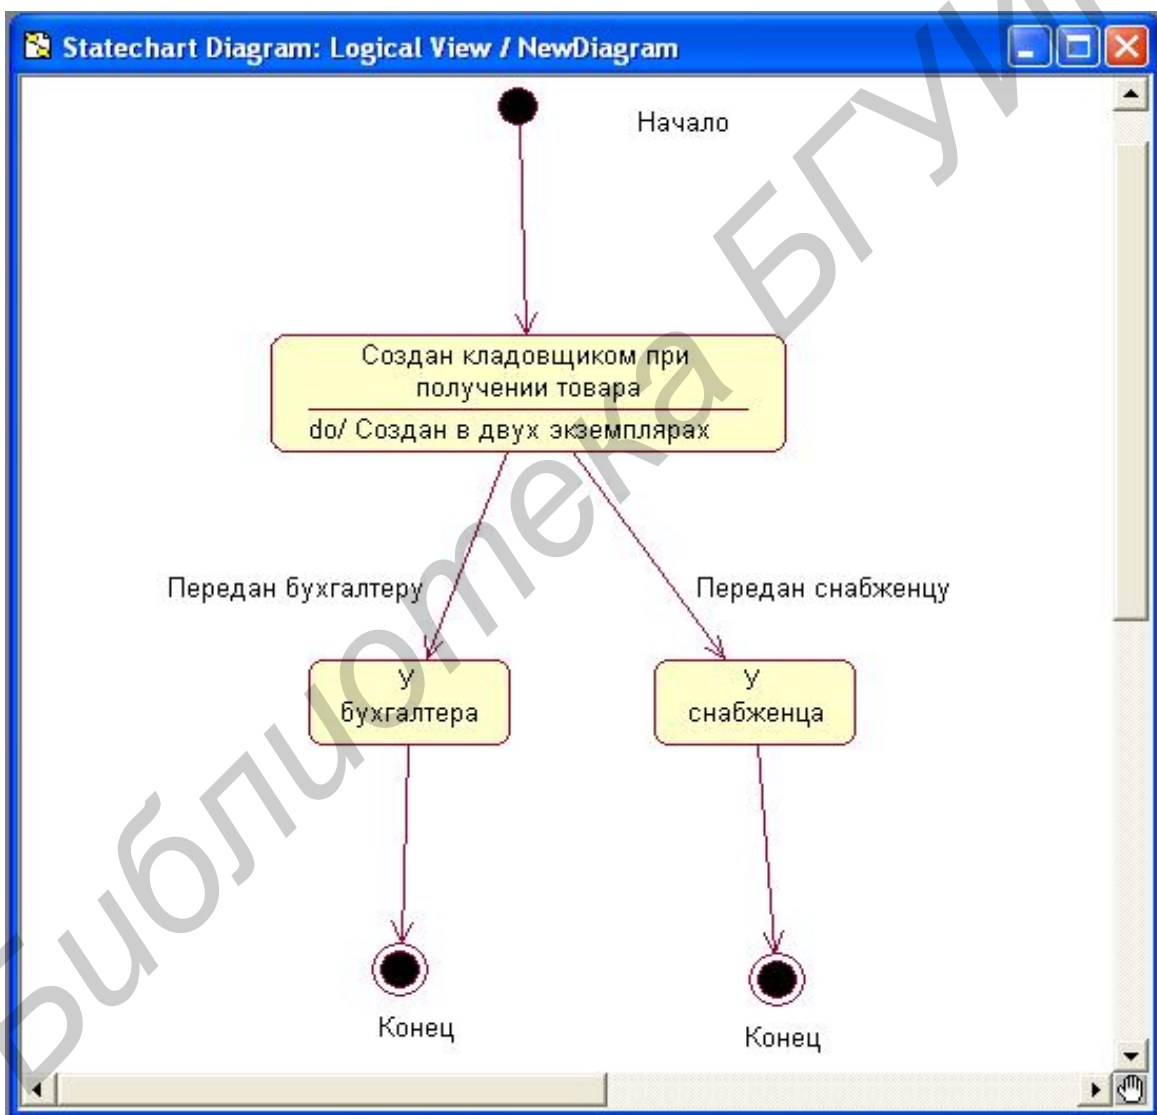 Statechart Diagram: Logical View / NewDiagram
Начало
Создан кладовщиком при
получении товара
do/ Создан в двух экземплярах
Передан бухгалтеру
Передан снабженцу
У
бухгалтера
У
снабженца
Конец
Конец
Библиотека БГУИ